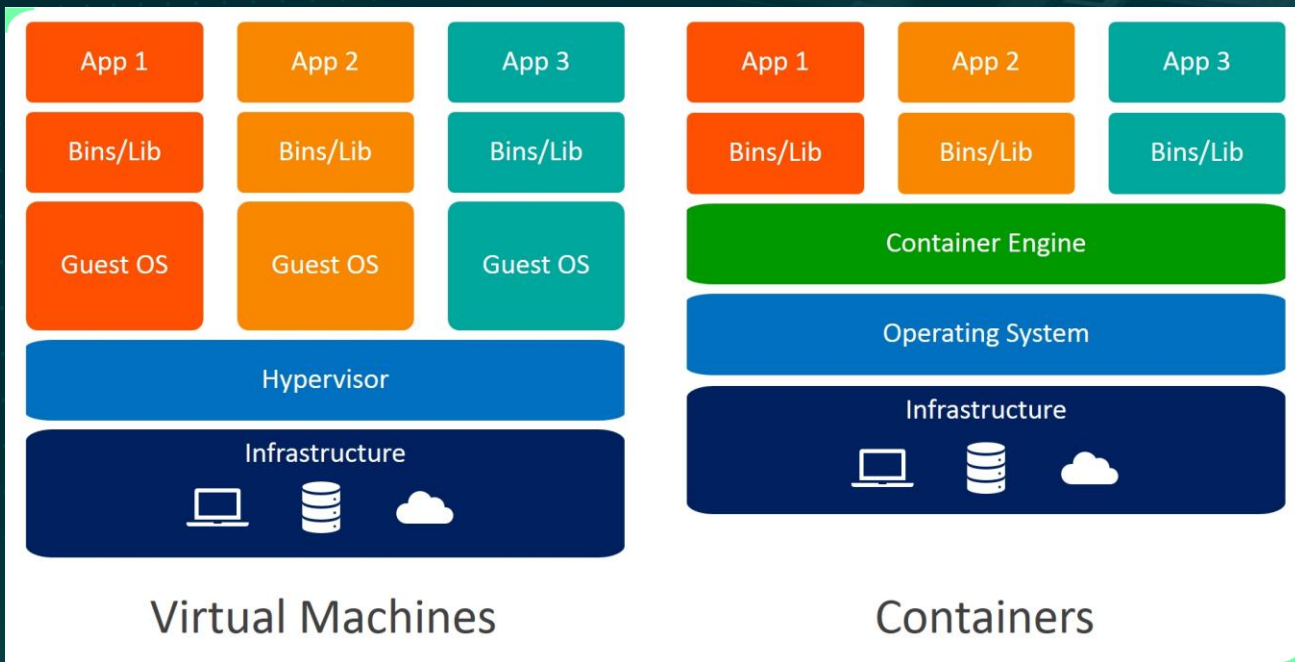 App 1
App 2
App 3
Bins/Lib
Bins/Lib
Bins/Lib
Guest OS
Guest OS
Guest OS
Hypervisor
Infrastructure
Virtual Machines
App 1
App 2
App 3
Bins/Lib
Bins/Lib
Bins/Lib
Container Engine
Operating System
Infrastructure
Containers